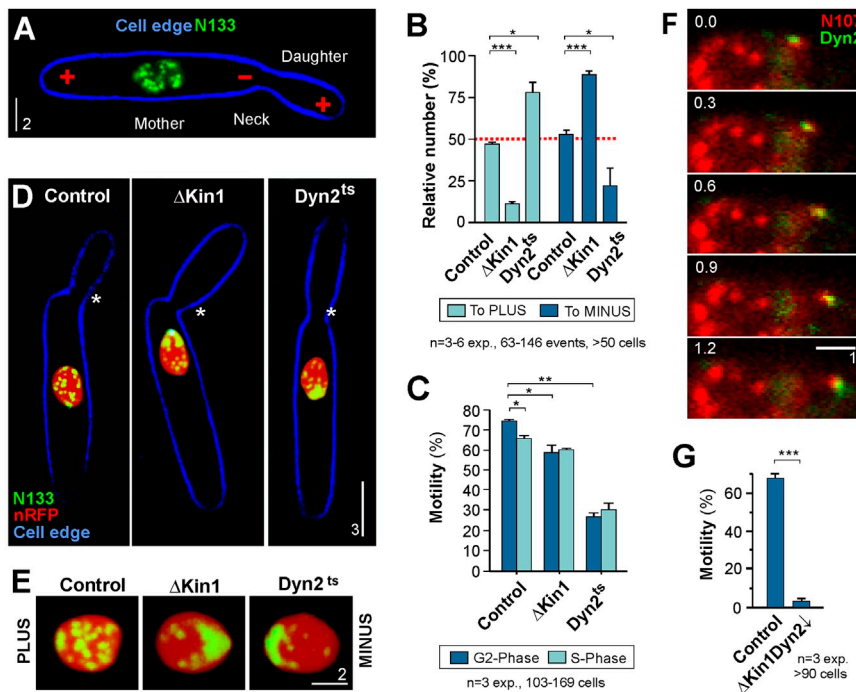 A
Cell edge N133
Daughter
+
−
+
2
Mother
Neck
B
Relative number (%)
100
75
50
25
0
*
***
*
***
Control
ΔKin1
Dyn2ts
Control
ΔKin1
Dyn2ts
To PLUS
To MINUS
n=3-6 exp., 63-146 events, >50 cells
C
Motility (%)
90
80
70
60
50
40
30
20
10
0
**
*
*
Control
ΔKin1
Dyn2ts
G2-Phase
S-Phase
n=3 exp., 103-169 cells
D
Control
ΔKin1
Dyn2ts
*
*
*
N133
nRFP
Cell edge
3
E
Control
ΔKin1
Dyn2ts
PLUS
MINUS
2
F
N107
Dyn2
0.0
0.3
0.6
0.9
1.2
1
G
***
Motility (%)
60
40
20
0
Control
ΔKin1Dyn2↓
n=3 exp.
>90 cells